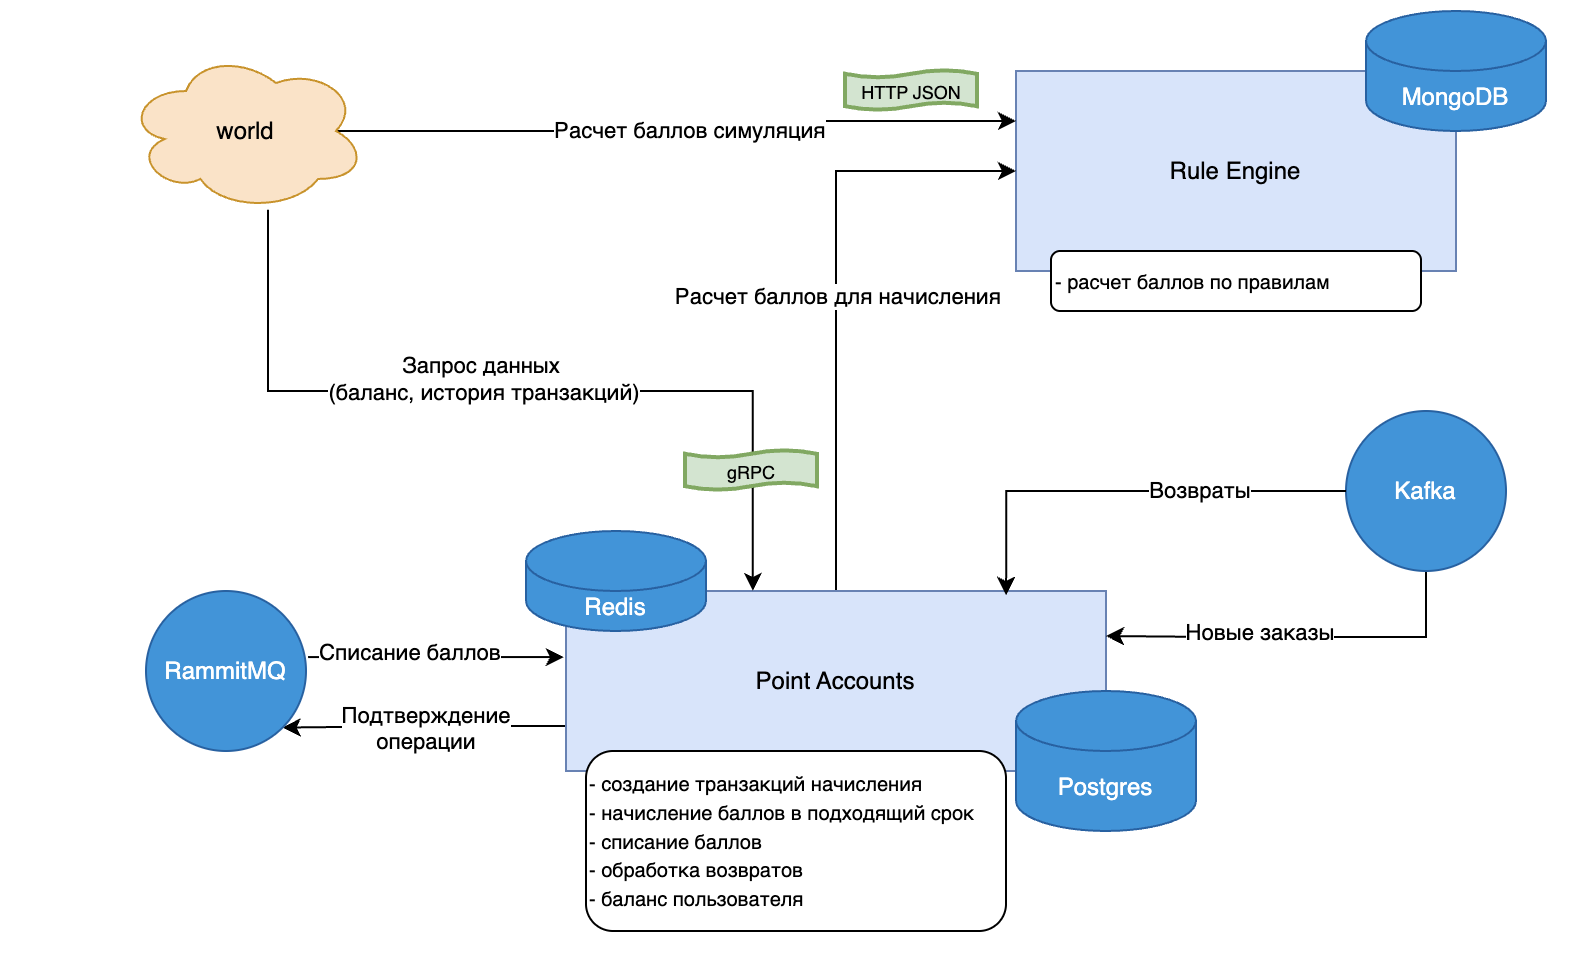 MongoDB
HTTP JSON
world
Расчет баллов симуляция
Rule Engine
- расчет баллов по правилам
Расчет баллов для начисления
Запрос данных
(баланс, история транзакций)
gRPC
Возвраты
Kafka
Redis
Новые заказы
Списание баллов
RammitMQ
Point Accounts
Подтверждение
операции
Postgres
- создание транзакций начисления
- начисление баллов в подходящий срок
- списание баллов
- обработка возвратов
- баланс пользователя